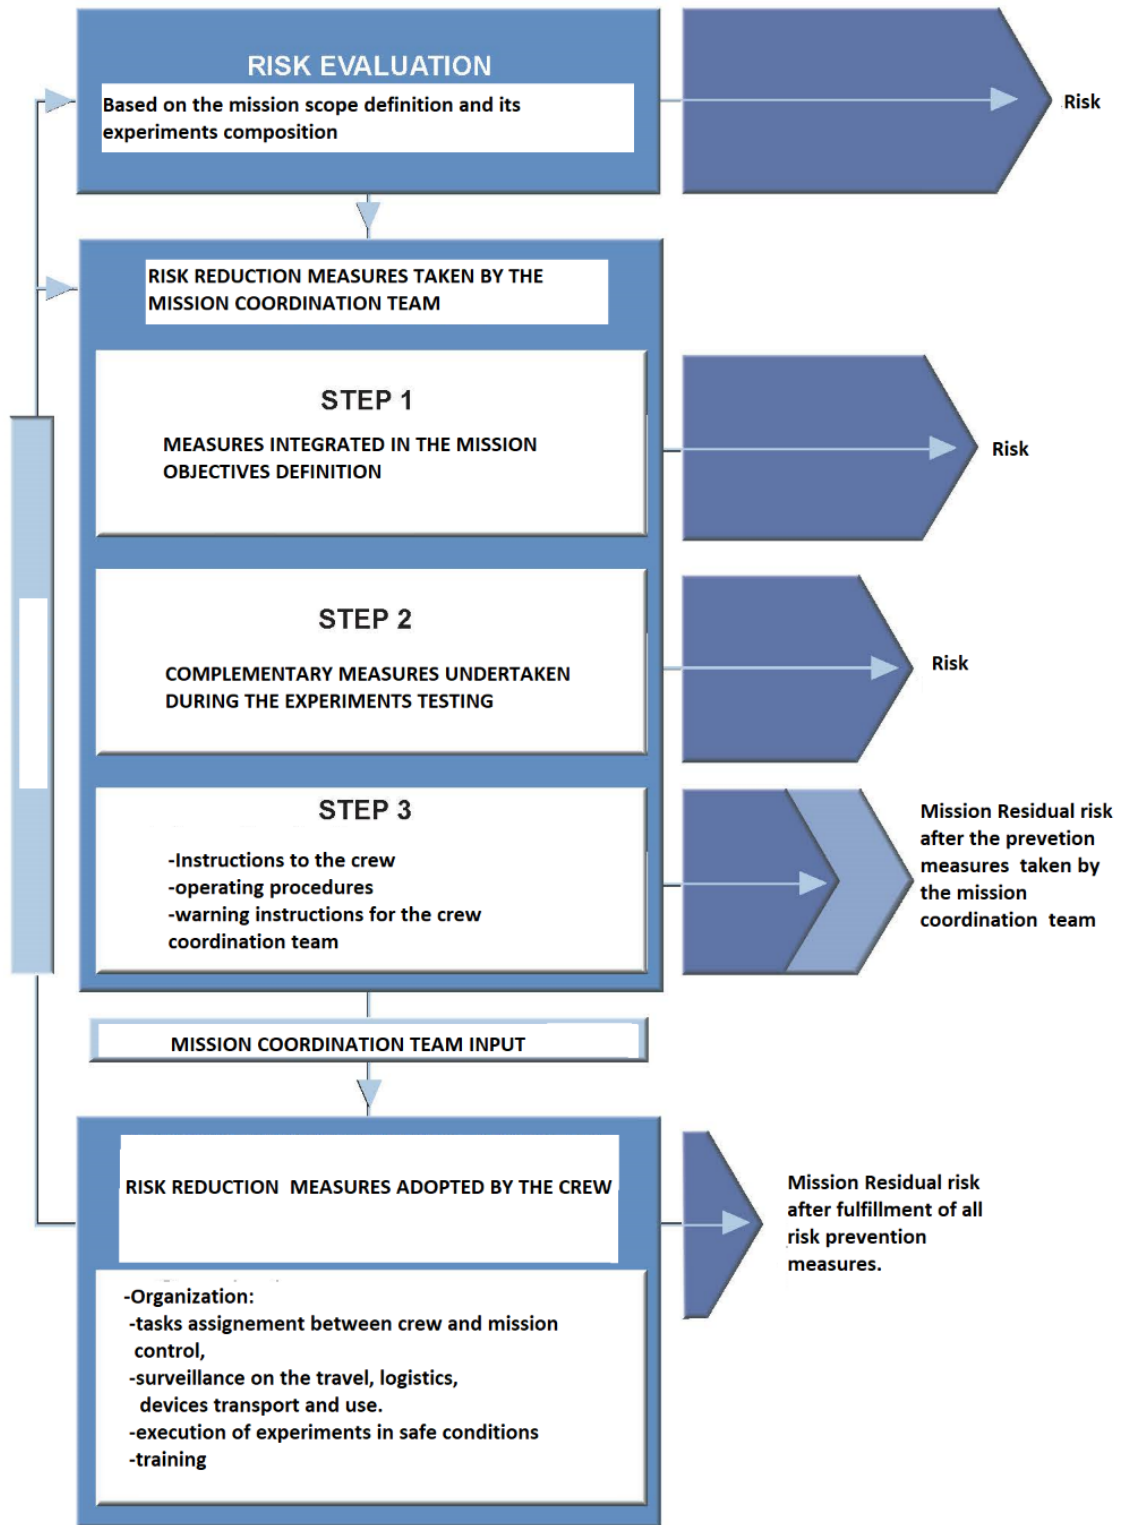 RISK EVALUATION
Based on the mission scope definition and its
experiments composition
Risk
RISK REDUCTION MEASURES TAKEN BY THE
MISSION COORDINATION TEAM
STEP 1
MEASURES INTEGRATED IN THE MISSION
OBJECTIVES DEFINITION
Risk
STEP 2
COMPLEMENTARY MEASURES UNDERTAKEN
DURING THE EXPERIMENTS TESTING
Risk
STEP 3
-Instructions to the crew
-operating procedures
-warning instructions for the crew
coordination team
Mission Residual risk
after the prevetion
measures taken by
the mission
coordination team
MISSION COORDINATION TEAM INPUT
RISK REDUCTION MEASURES ADOPTED BY THE CREW
Mission Residual risk
after fulfillment of all
risk prevention
measures.
-Organization:
-tasks assignement between crew and mission
control,
-surveillance on the travel, logistics,
devices transport and use.
-execution of experiments in safe conditions
-training